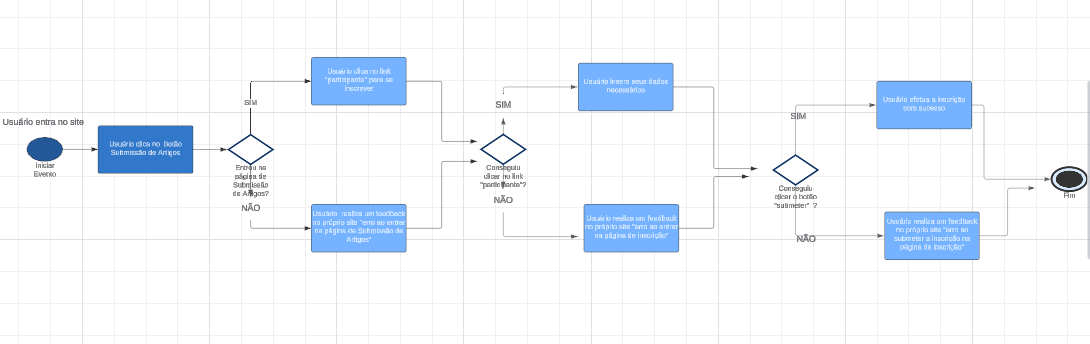 Usuário entra no site
Iniciar
Evento
Usuário clica no botão
Submissão de Artigos
Entrou na
página de
Submissão
de Artigos?
SIM
NÃO
Usuário clica no link
"participants" para se
inscrever
Usuário realiza um feedback
no próprio site "erro ao entrar
na página de Submissão de
Artigos"
Conseguiu
clicar no link
"participante"?
SIM
NÃO
Usuário insere seus dados
necessários
Usuário realiza um feedback
no próprio site "erro ao entrar
na página de inscrição"
Conseguiu
clicar o botão
"submeter" ?
SIM
NÃO
Usuário efetua a inscrição
com sucesso
Usuário realiza um feedback
no próprio site "erro ao
submeter a inscrição na
página de inscrição"
Fim